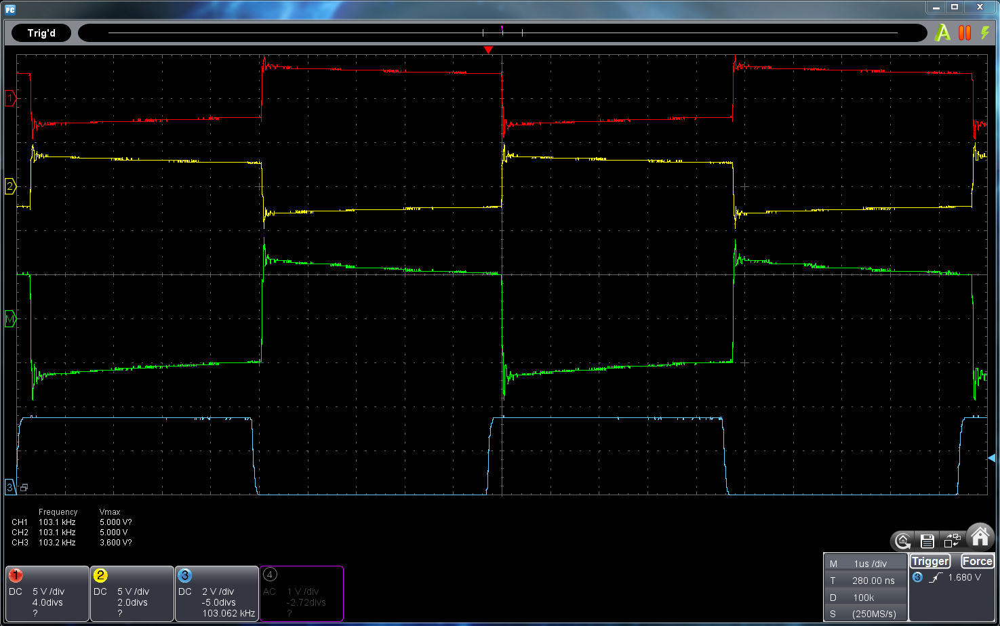 PC
Trig'd
A
1
2
M
3
Frequency Vmax
CH1 103.1 kHz 5.000 V?
CH2 103.1 kHz 5.000 V
CH3 103.2 kHz 3.600 V?
1
DC 5 V /div
4.0divs
?
2
DC 5 V /div
2.0divs
?
3
DC 2 V /div
-5.0divs
103.062 kHz
4
AC 1 V /div
-2.72divs
?
M 1us /div
T 280.00 ns
D 100k
S (250MS/s)
Trigger Force
3 1.680 V